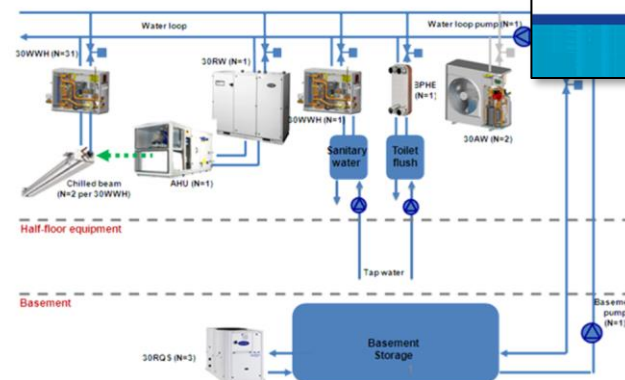 Water loop
Water loop pump(N=1)
30WWH (N=31)
30RW (N=1)
30WWH (N=1)
BPHE
(N=1)
30AW (N=2)
Sanitary
water
Toilet
flush
Chilled beam
(N=2 per 30WWH)
AHU (N=1)
Half-floor equipment
Tap water
Basement
Basement
Storage
30RQS (N=3)
pump
(N=1)